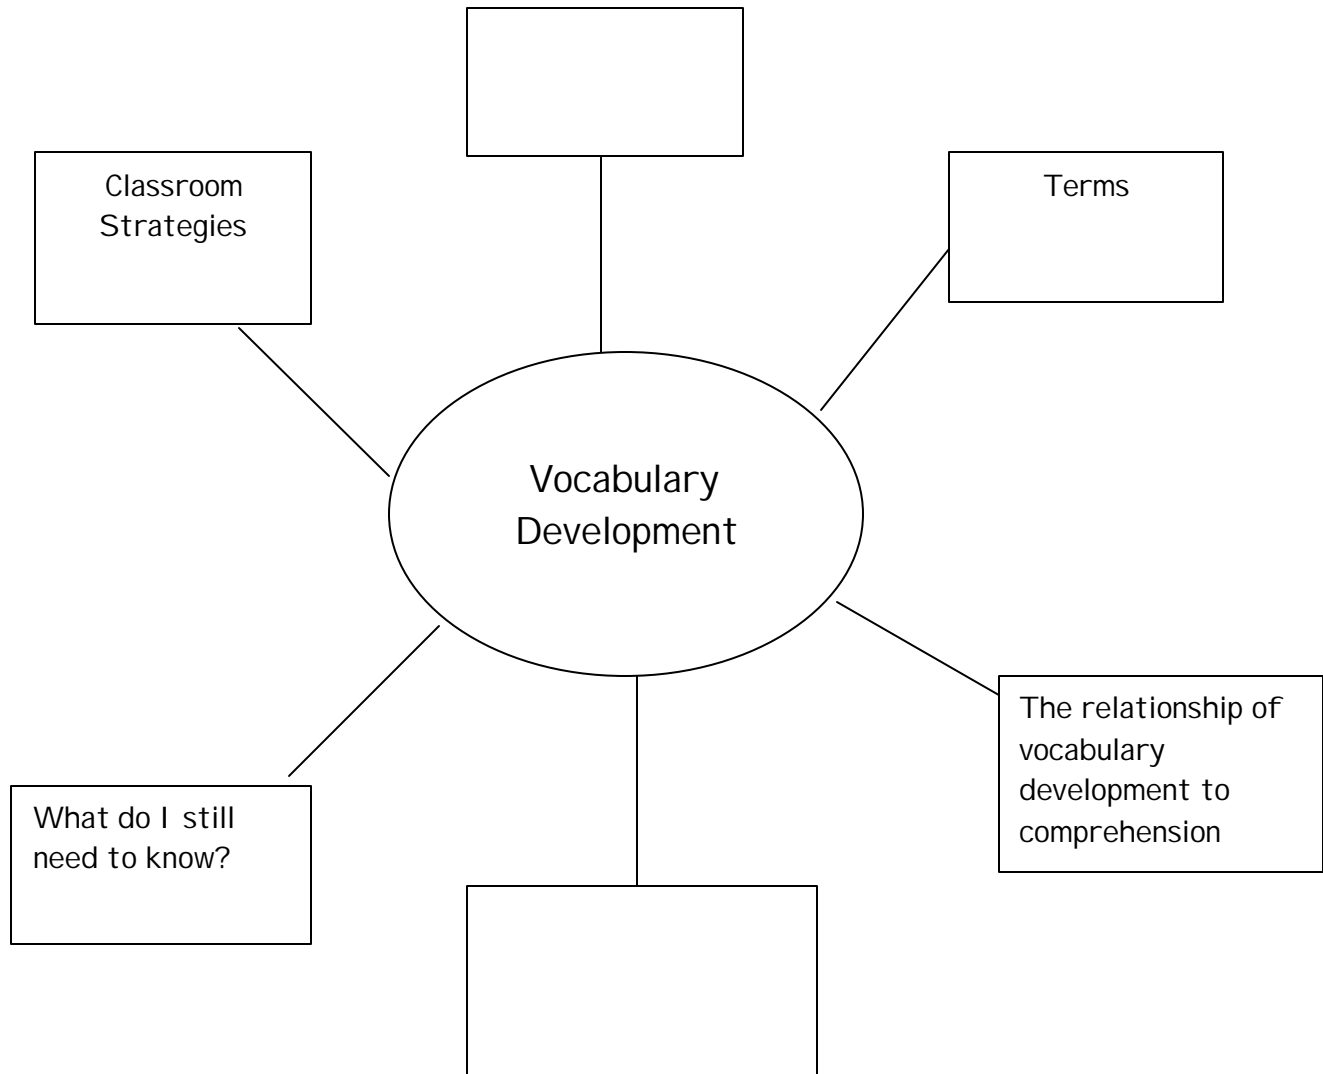 Classroom
Strategies
Terms
Vocabulary
Development
The relationship of
vocabulary
development to
comprehension
What do I still
need to know?